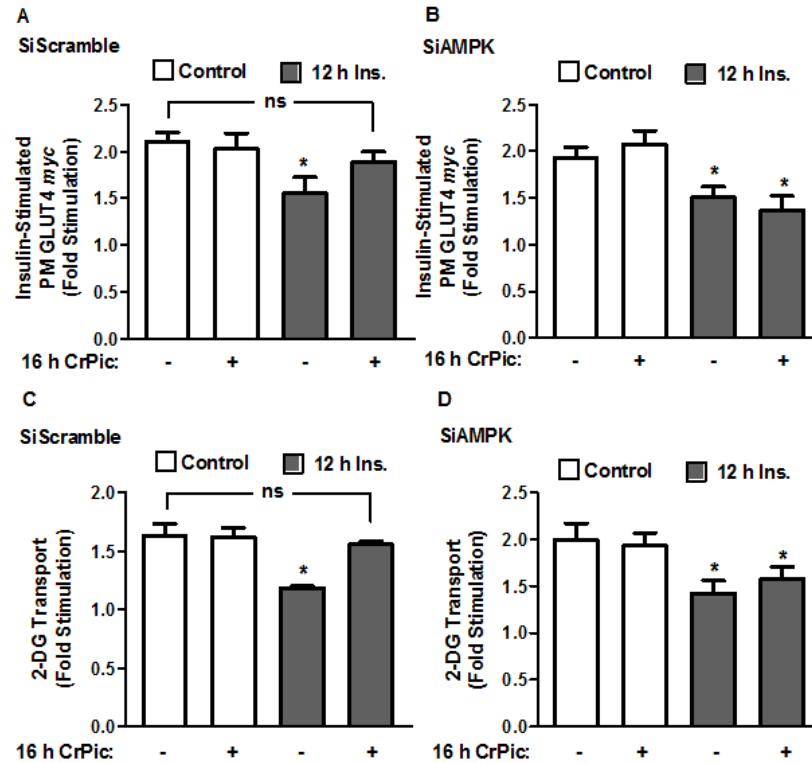 A
SiScramble
Control 12 h Ins.
ns
2.5
2.0
1.5
1.0
0.5
0.0
*
Insulin-Stimulated
PM GLUT4 myc
(Fold Stimulation)
16 h CrPic: - + - +
B
SiAMPK
Control 12 h Ins.
2.5
2.0
1.5
1.0
0.5
0.0
* *
Insulin-Stimulated
PM GLUT4 myc
(Fold Stimulation)
16 h CrPic: - + - +
C
SiScramble
Control 12 h Ins.
ns
2.0
1.5
1.0
0.5
0.0
*
2-DG Transport
(Fold Stimulation)
16 h CrPic: - + - +
D
SiAMPK
Control 12 h Ins.
2.5
2.0
1.5
1.0
0.5
0.0
* *
2-DG Transport
(Fold Stimulation)
16 h CrPic: - + - +